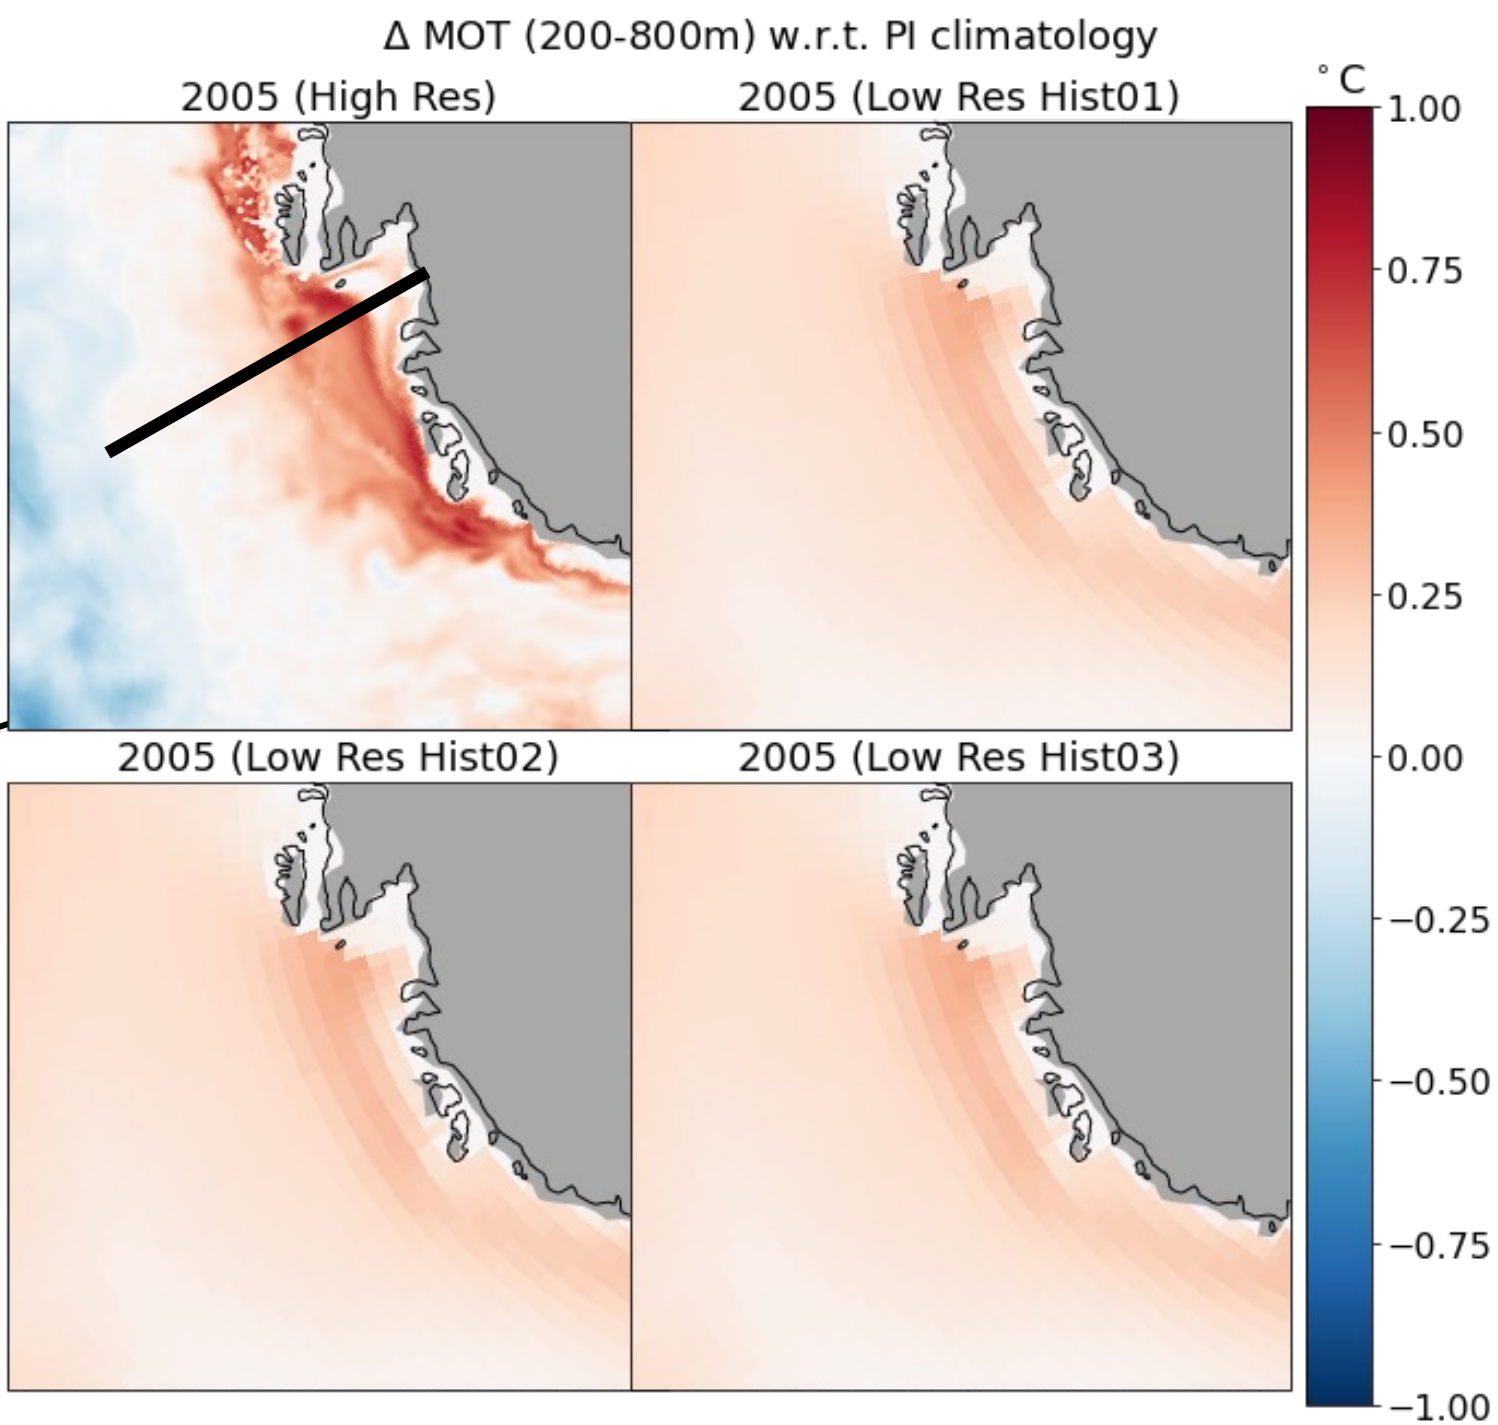 Δ MOT (200-800m) w.r.t. PI climatology
2005 (High Res)
2005 (Low Res Hist01)
°C
1.00
0.75
0.50
0.25
0.00
−0.25
−0.50
−0.75
−1.00
2005 (Low Res Hist02)
2005 (Low Res Hist03)